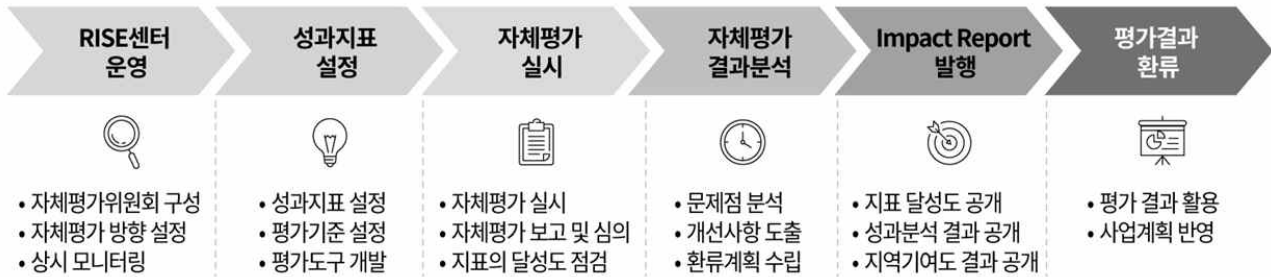 RISE센터
운영
성과지표
설정
자체평가
실시
자체평가
결과분석
Impact Report
발행
평가결과
환류
• 자체평가위원회 구성
• 자체평가 방향 설정
• 상시 모니터링
• 성과지표 설정
• 평가기준 설정
• 평가도구 개발
• 자체평가 실시
• 자체평가 보고 및 심의
• 지표의 달성도 점검
• 문제점 분석
• 개선사항 도출
• 환류계획 수립
• 지표 달성도 공개
• 성과분석 결과 공개
• 지역기여도 결과 공개
• 평가 결과 활용
• 사업계획 반영